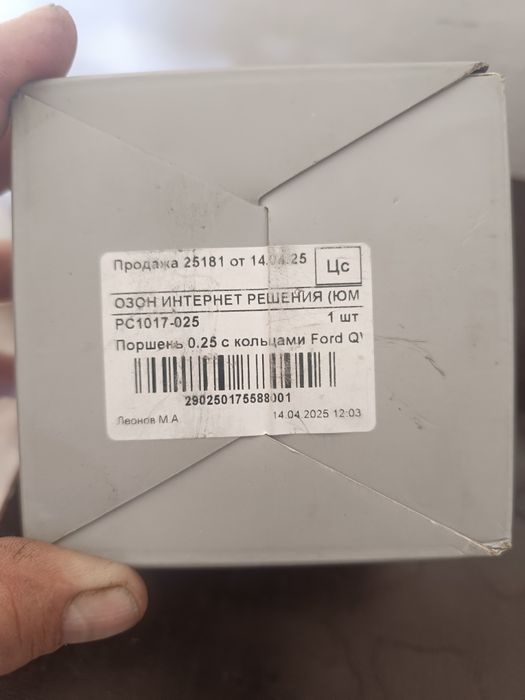 Продажа 25181 от 14.04.25
Цс
ОЗОН ИНТЕРНЕТ РЕШЕНИЯ (ЮМ
PC1017-025 1 шт
Поршень 0.25 с кольцами Ford Q
290250175588001
Леонов М.А 14.04.2025 12:03